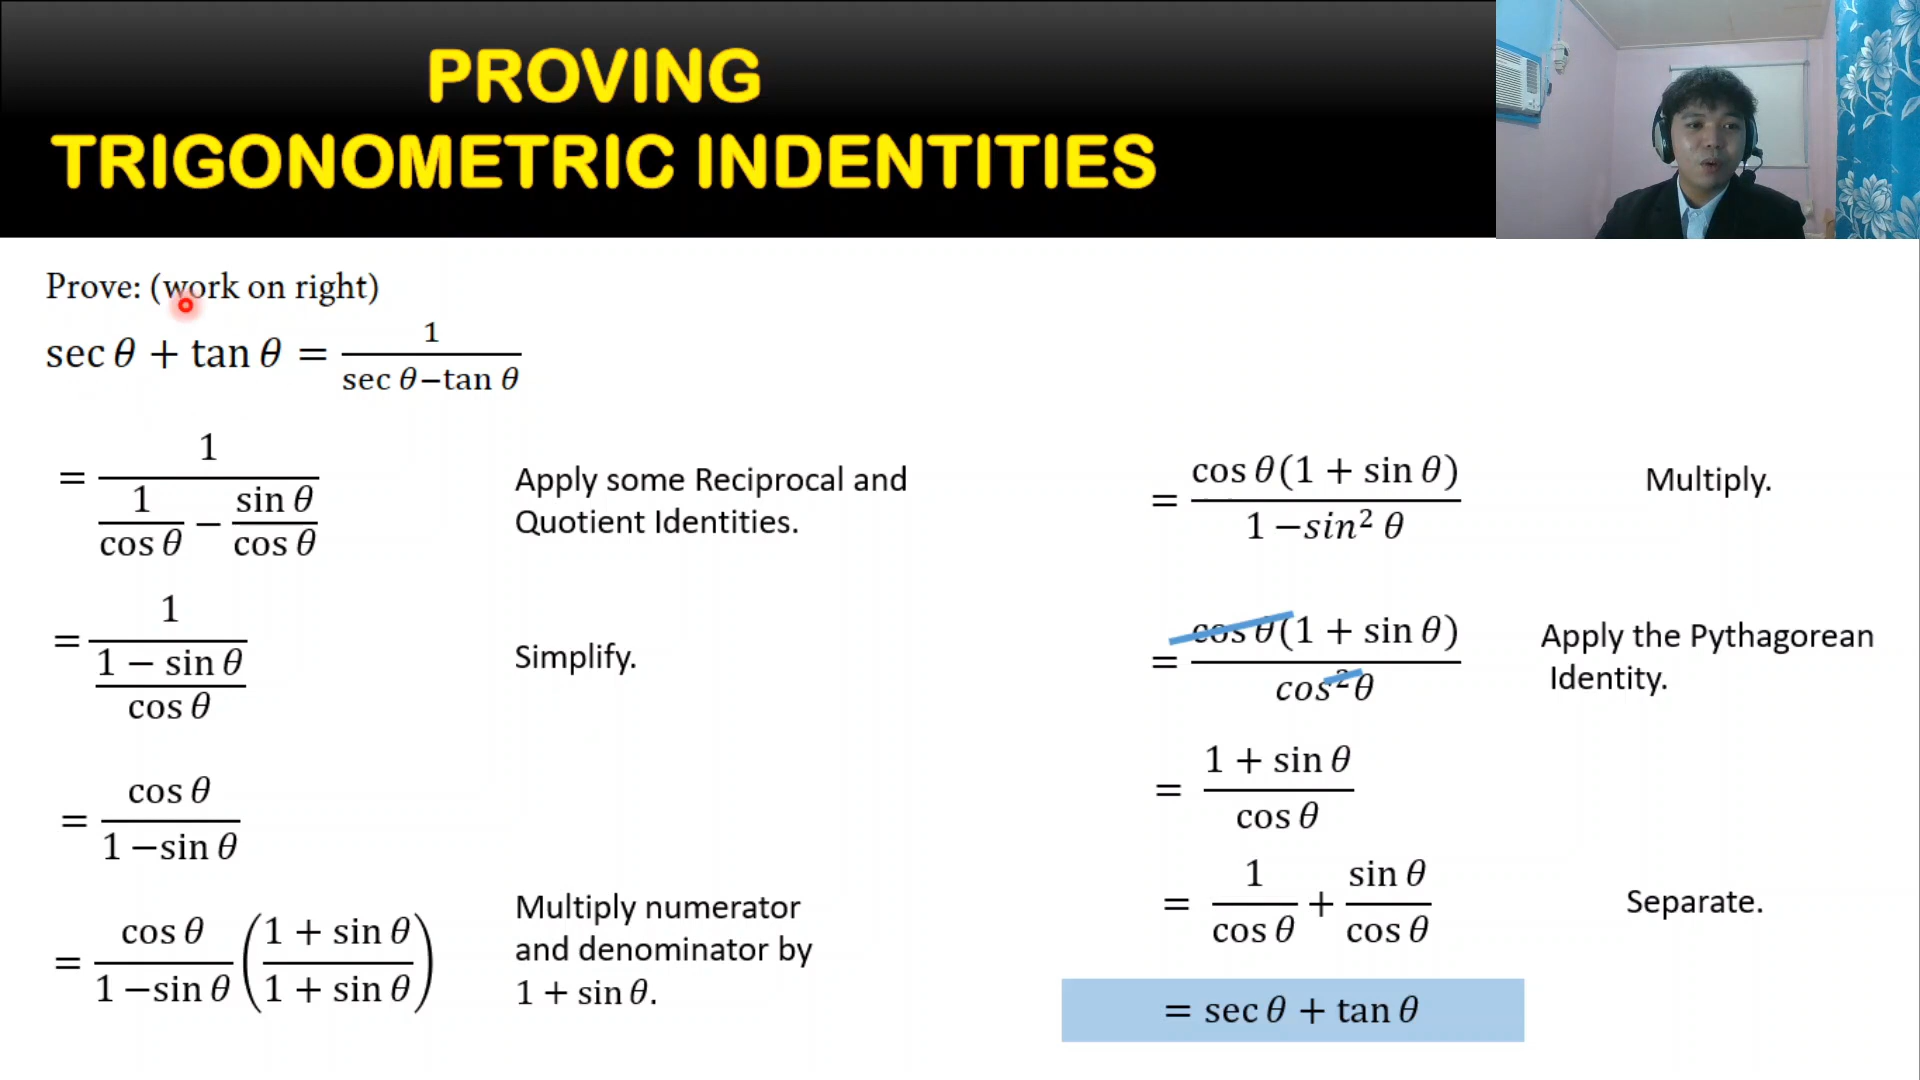 PROVING
TRIGONOMETRIC INDENTITIES
Prove: (work on right)
sec θ + tan θ = 1 / (sec θ−tan θ)
= 1 / (1/cos θ − sin θ/cos θ)
Apply some Reciprocal and
Quotient Identities.
= 1 / ((1 − sin θ)/cos θ)
Simplify.
= cos θ / (1 −sin θ)
= cos θ / (1 −sin θ) ((1 + sin θ) / (1 + sin θ))
Multiply numerator
and denominator by
1 + sin θ.
= cos θ(1 + sin θ) / (1 −sin² θ)
Multiply.
= cos θ(1 + sin θ) / cos²θ
Apply the Pythagorean
Identity.
= (1 + sin θ) / cos θ
= 1/cos θ + sin θ/cos θ
Separate.
= sec θ + tan θ